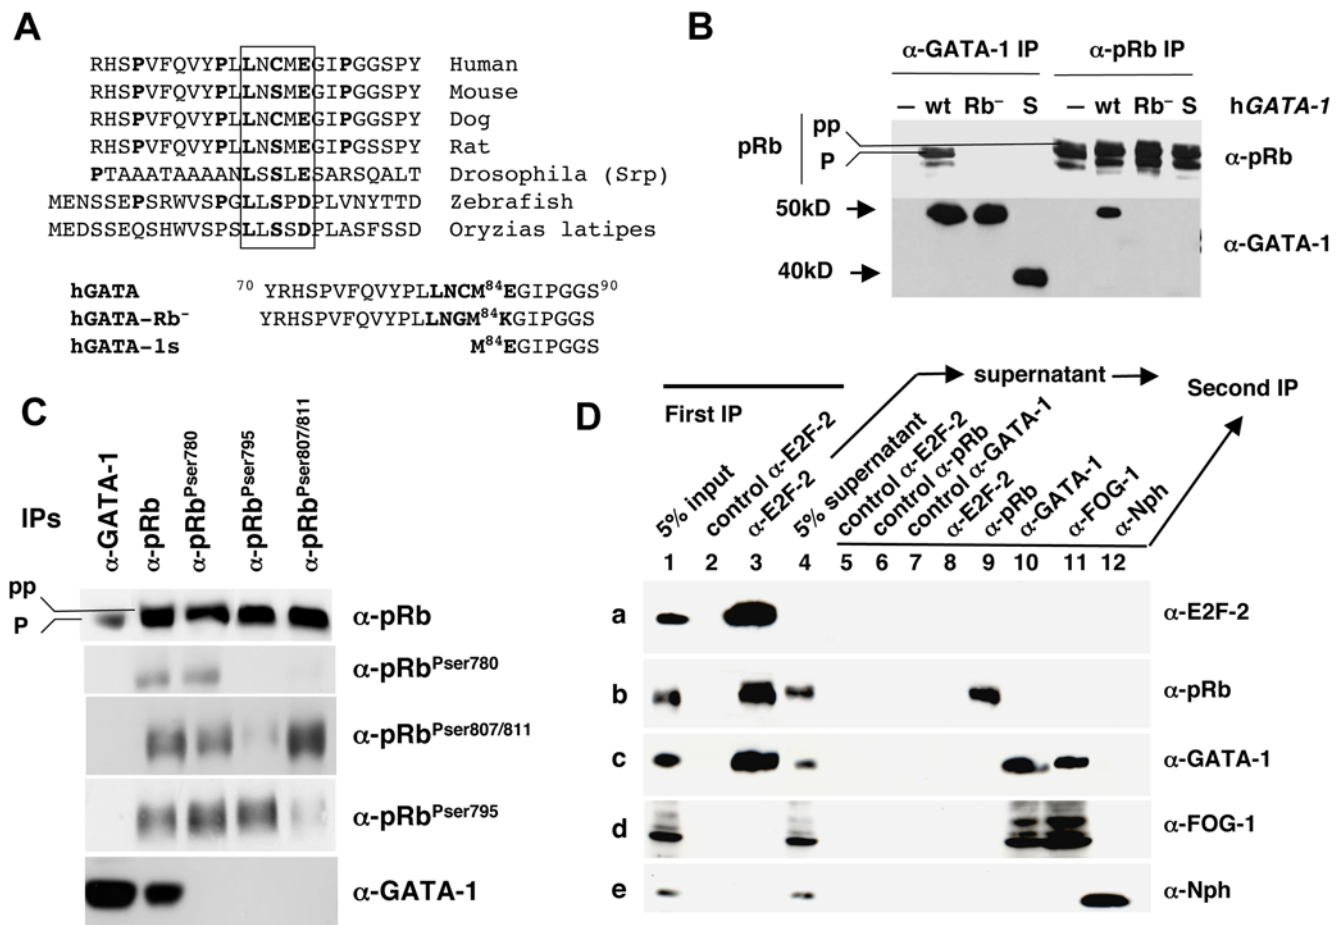 A
RHSPVFQVYPLLNCMEGIPGGSPY Human
RHSPVFQVYPLLNSMEGIPGGSPY Mouse
RHSPVFQVYPLLNCMEGIPGGSPY Dog
RHSPVFQVYPLLNSMEGIPGGSPY Rat
PTAAATAAAANLSSLESARSQALT Drosophila (Srp)
MENSSEPSRWVSPGLLSPDPLVNYTTD Zebrafish
MEDSSEQSHWVSPSLLSSDPLASFSSD Oryzias latipes
hGATA 70 YRHSPVFQVYPLLNCM84EGIPGGS90
hGATA-Rb⁻ YRHSPVFQVYPLLNGM84KGIPGGS
hGATA-1s M84EGIPGGS
B
α-GATA-1 IP α-pRb IP
– wt Rb⁻ S – wt Rb⁻ S hGATA-1
pRb pp P α-pRb
50kD
40kD α-GATA-1
C
IPs α-GATA-1 α-pRb α-pRbPser780 α-pRbPser795 α-pRbPser807/811
pp
P α-pRb
α-pRbPser780
α-pRbPser807/811
α-pRbPser795
α-GATA-1
D
First IP supernatant Second IP
5% input control α-E2F-2 α-E2F-2 5% supernatant control α-E2F-2 control α-pRb control α-GATA-1 α-E2F-2 α-pRb α-GATA-1 α-FOG-1 α-Nph
1 2 3 4 5 6 7 8 9 10 11 12
a α-E2F-2
b α-pRb
c α-GATA-1
d α-FOG-1
e α-Nph